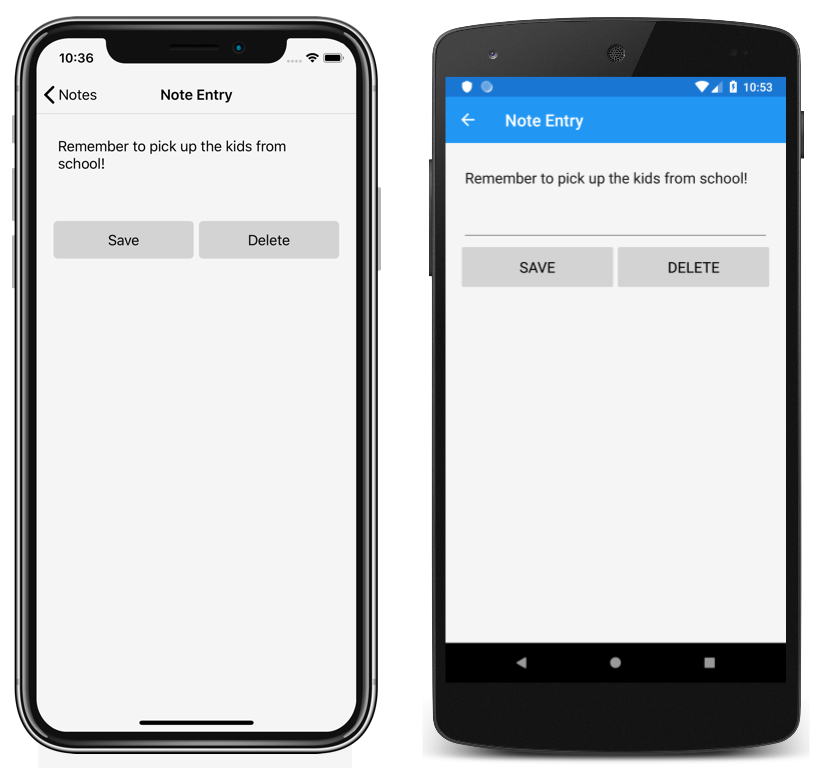 10:36
Notes
Note Entry
Remember to pick up the kids from
school!
Save
Delete
10:53
Note Entry
Remember to pick up the kids from school!
SAVE
DELETE